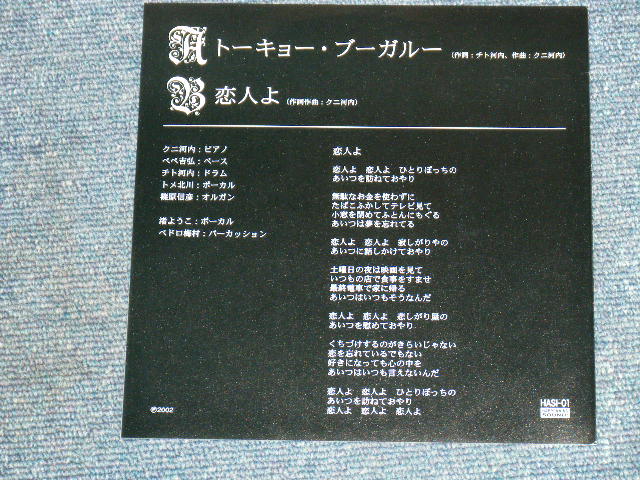 A トーキョー・ブーガルー (作詞：チト河内、作曲：クニ河内)
B 恋人よ (作詞作曲：クニ河内)
クニ河内：ピアノ
ペペ吉弘：ベース
チト河内：ドラム
トメ北川：ボーカル
篠原信彦：オルガン
渚ようこ：ボーカル
ペドロ梅村：パーカッション
恋人よ
恋人よ 恋人よ ひとりぼっちの
あいつを訪ねておやり
無駄なお金を使わずに
たばこふかしてテレビ見て
小窓を閉めてふとんにもぐる
あいつは夢を忘れてる
恋人よ 恋人よ 寂しがりやの
あいつに話しかけておやり
土曜日の夜は映画を見て
いつもの店で食事をすませ
最終電車で家に帰る
あいつはいつもそうなんだ
恋人よ 恋人よ 悲しがり屋の
あいつを慰めておやり
くちづけするのがきらいじゃない
恋を忘れているでもない
好きになっても心の中を
あいつはいつも言えないんだ
恋人よ 恋人よ ひとりぼっちの
あいつを訪ねておやり
恋人よ 恋人よ 恋人よ
℗2002
HASI-01
SOUND